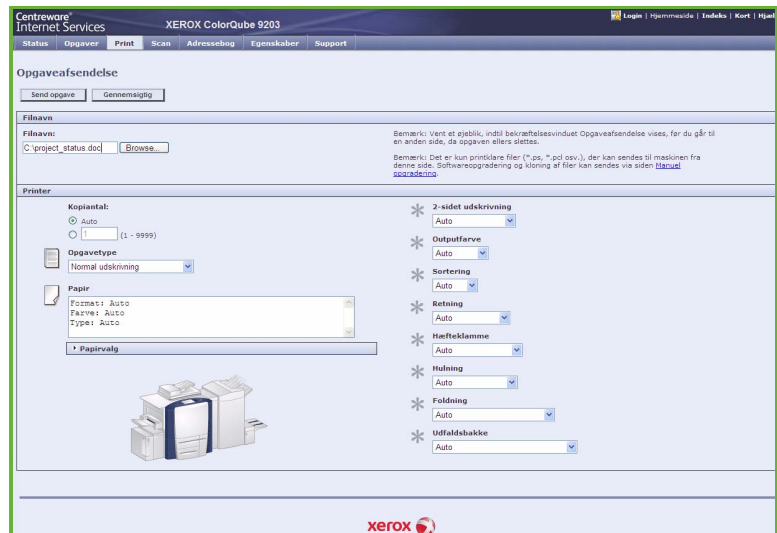 Centreware®
Internet Services
XEROX ColorQube 9203
Login | Hjemmeside | Indeks | Kort | Hjæl
Status Opgaver Print Scan Adressebog Egenskaber Support
Opgaveafsendelse
Send opgave Gennemsigtig
Filnavn
Filnavn:
C:\project_status.doc Browse...
Bemærk: Vent et øjeblik, indtil bekræftelsesvinduet Opgaveafsendelse vises, før du går til
en anden side, da opgaven ellers slettes.
Bemærk: Det er kun printklare filer (*.ps, *.pcl osv.), der kan sendes til maskinen fra
denne side. Softwareopgradering og kloning af filer kan sendes via siden Manuel
opgradering.
Printer
Kopiantal:
Auto
1 (1 - 9999)
Opgavetype
Normal udskrivning
Papir
Format: Auto
Farve: Auto
Type: Auto
Papirvalg
2-sidet udskrivning
Auto
Outputfarve
Auto
Sortering
Auto
Retning
Auto
Hæfteklamme
Auto
Hulning
Auto
Foldning
Auto
Udfaldsbakke
Auto
xerox